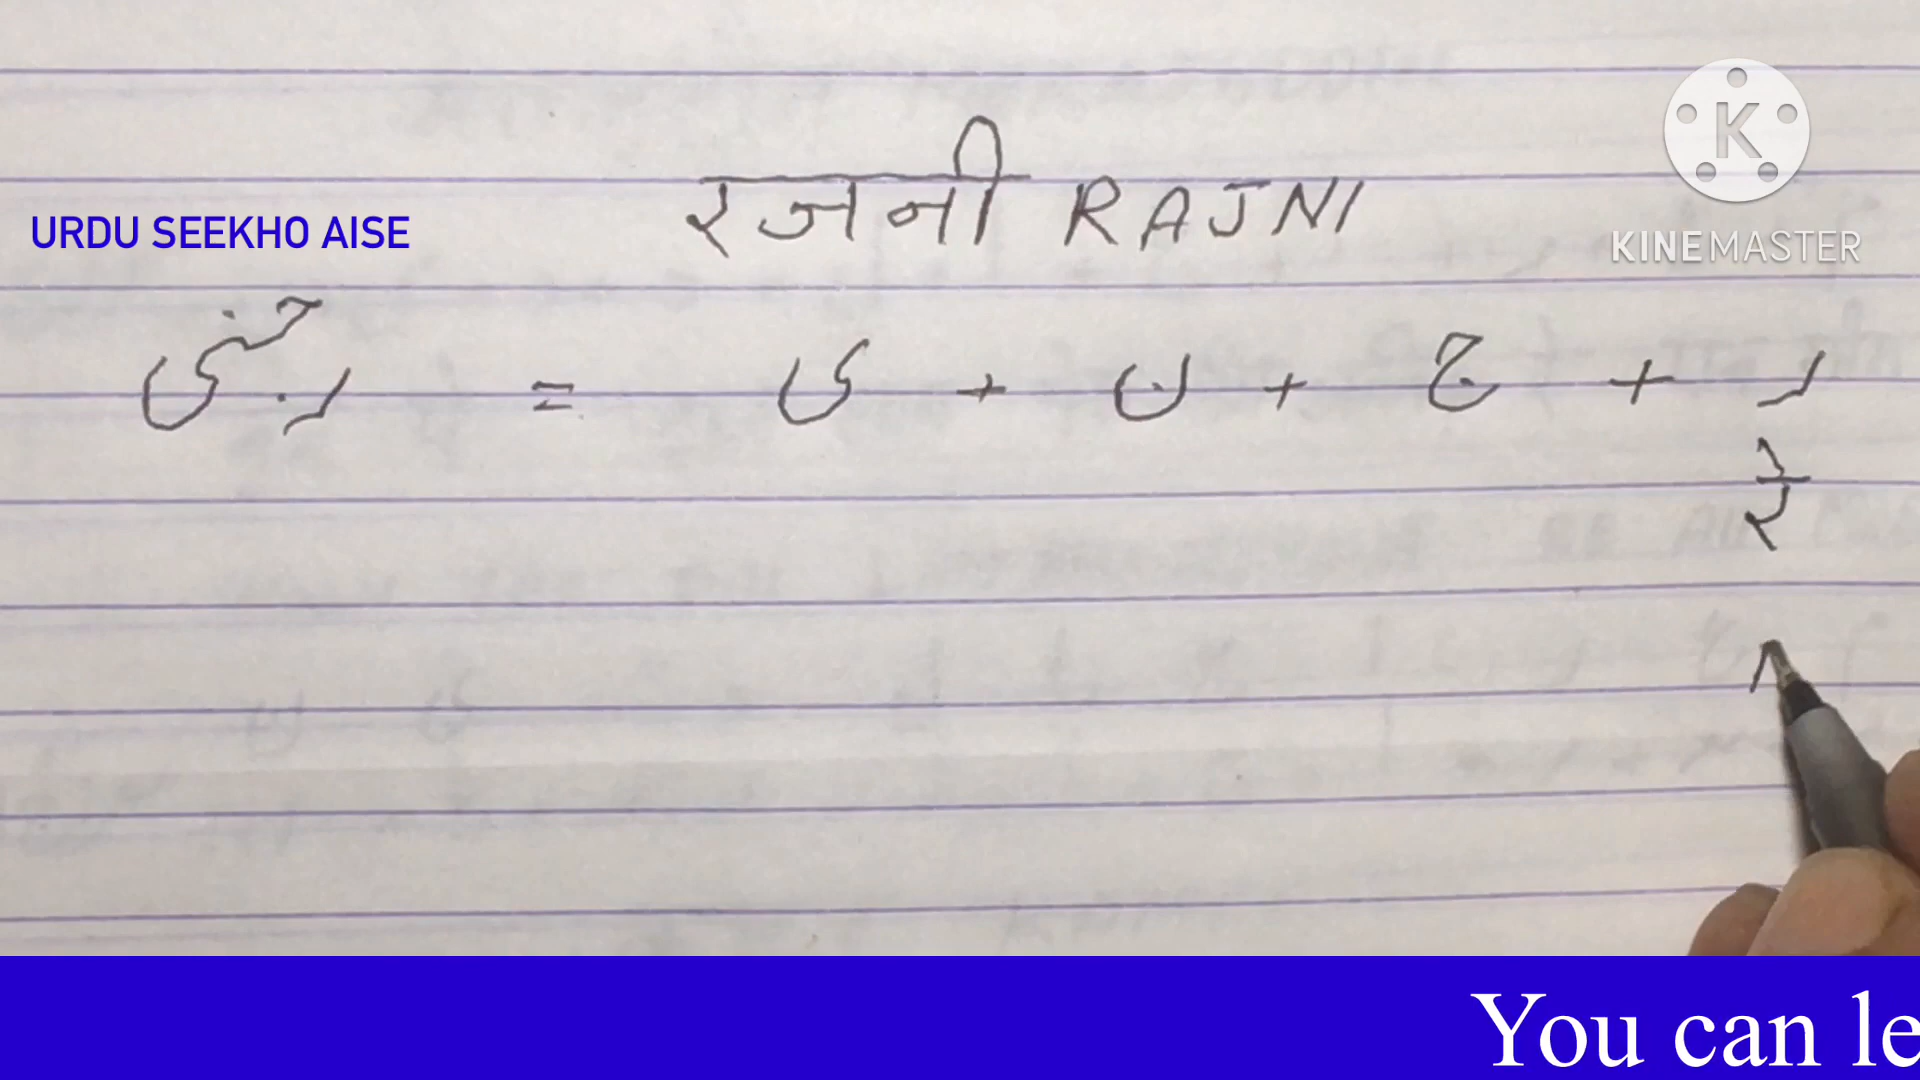 KINEMASTER
रजनी RAJNI
URDU SEEKHO AISE
ر + ج + ن + ی = رجنی
रे
You can le